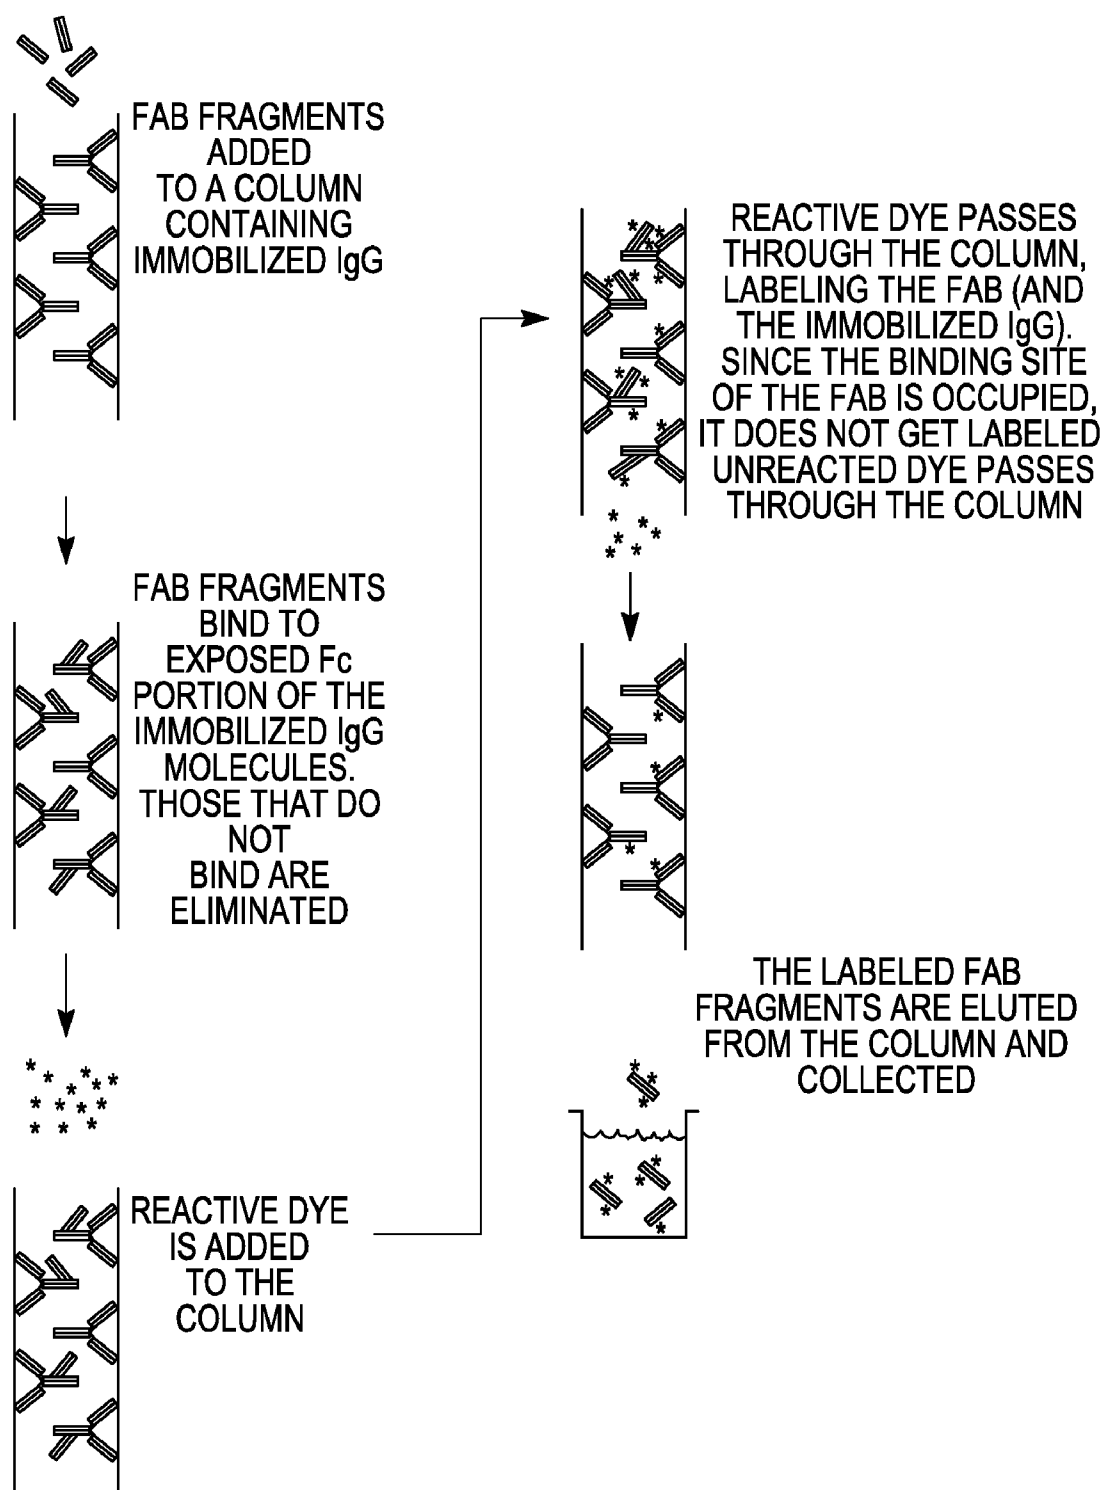 FAB FRAGMENTS
ADDED
TO A COLUMN
CONTAINING
IMMOBILIZED IgG
FAB FRAGMENTS
BIND TO
EXPOSED Fc
PORTION OF THE
IMMOBILIZED IgG
MOLECULES.
THOSE THAT DO
NOT
BIND ARE
ELIMINATED
REACTIVE DYE
IS ADDED
TO THE
COLUMN
REACTIVE DYE PASSES
THROUGH THE COLUMN,
LABELING THE FAB (AND
THE IMMOBILIZED IgG).
SINCE THE BINDING SITE
OF THE FAB IS OCCUPIED,
IT DOES NOT GET LABELED
UNREACTED DYE PASSES
THROUGH THE COLUMN
THE LABELED FAB
FRAGMENTS ARE ELUTED
FROM THE COLUMN AND
COLLECTED